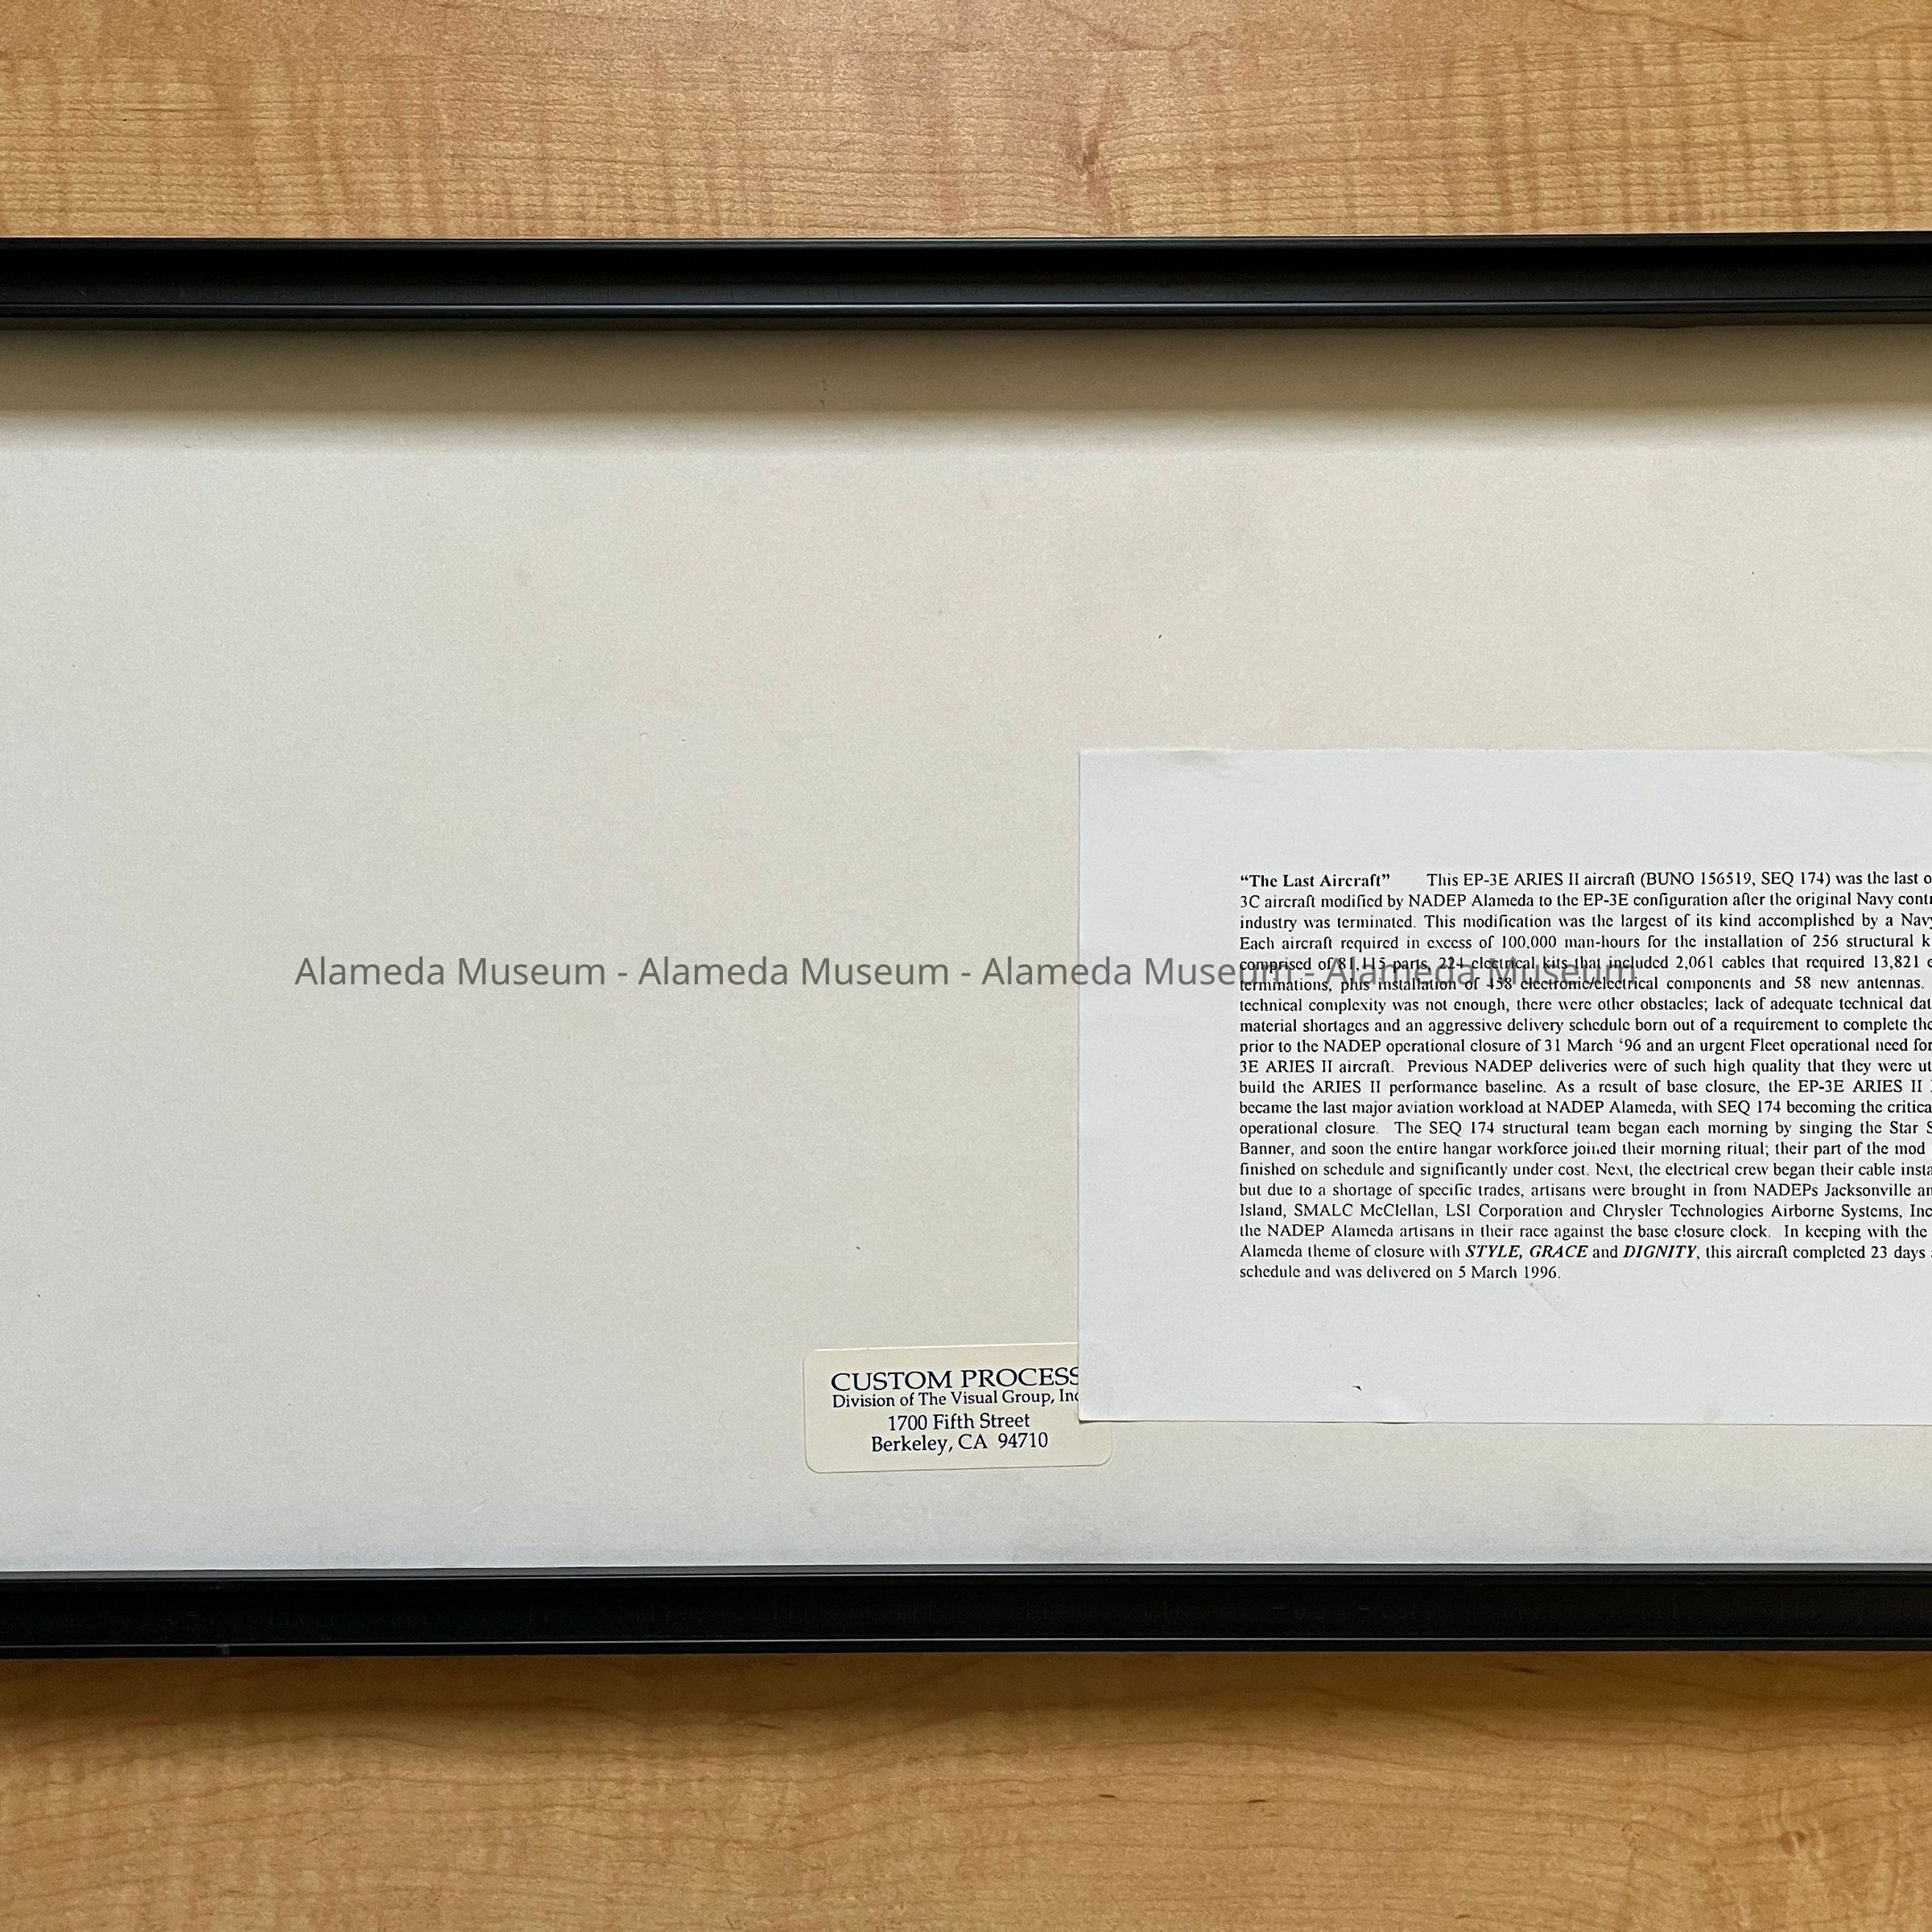 “The Last Aircraft” This EP-3E ARIES II aircraft (BUNO 156519, SEQ 174) was the last
3C aircraft modified by NADEP Alameda to the EP-3E configuration after the original Navy
industry was terminated. This modification was the largest of its kind accomplished by a
Each aircraft required in excess of 100,000 man-hours for the installation of 256 structural
Alameda Museum - Alameda Museum - Alameda Museum - Alameda Museum
comprised of 81,115 parts, 224 electrical kits that included 2,061 cables that required 13,821
terminations, plus installation of 458 electronic/electrical components and 58 new antennas.
technical complexity was not enough, there were other obstacles; lack of adequate technical
material shortages and an aggressive delivery schedule born out of a requirement to complete
prior to the NADEP operational closure of 31 March ‘96 and an urgent Fleet operational need for
3E ARIES II aircraft. Previous NADEP deliveries were of such high quality that they were
build the ARIES II performance baseline. As a result of base closure, the EP-3E ARIES II
became the last major aviation workload at NADEP Alameda, with SEQ 174 becoming the
operational closure. The SEQ 174 structural team began each morning by singing the Star
Banner, and soon the entire hangar workforce joined their morning ritual; their part of the mod
finished on schedule and significantly under cost. Next, the electrical crew began their cable
but due to a shortage of specific trades, artisans were brought in from NADEPs Jacksonville
Island, SMALC McClellan, LSI Corporation and Chrysler Technologies Airborne Systems,
the NADEP Alameda artisans in their race against the base closure clock. In keeping with the
Alameda theme of closure with STYLE, GRACE and DIGNITY, this aircraft completed 23 days
schedule and was delivered on 5 March 1996.
CUSTOM PROCESS
Division of The Visual Group,
1700 Fifth Street
Berkeley, CA 94710